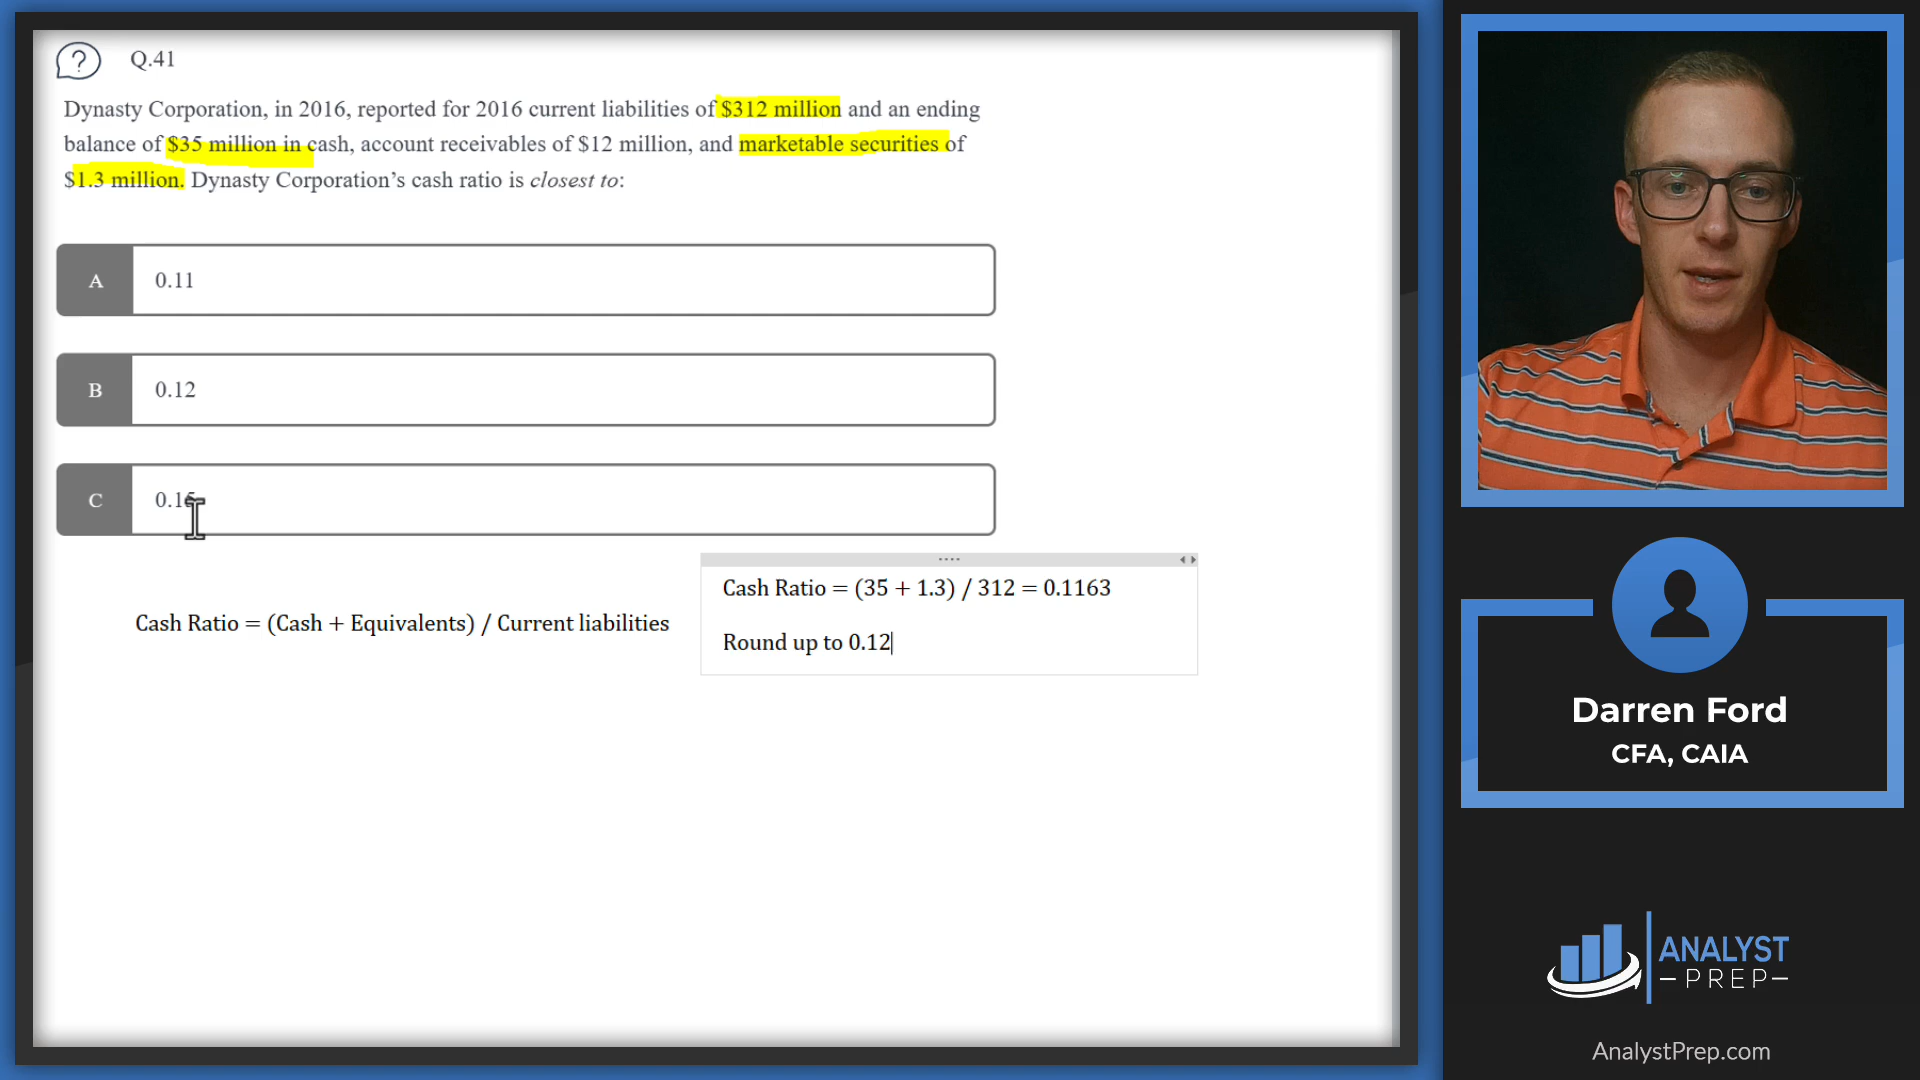 ?
Q.41
Dynasty Corporation, in 2016, reported for 2016 current liabilities of $312 million and an ending
balance of $35 million in cash, account receivables of $12 million, and marketable securities of
$1.3 million. Dynasty Corporation’s cash ratio is closest to:
A
0.11
B
0.12
C
Cash Ratio = (Cash + Equivalents) / Current liabilities
Cash Ratio = (35 + 1.3) / 312 = 0.1163
Round up to 0.12
Darren Ford
CFA, CAIA
ANALYST
PREP
AnalystPrep.com